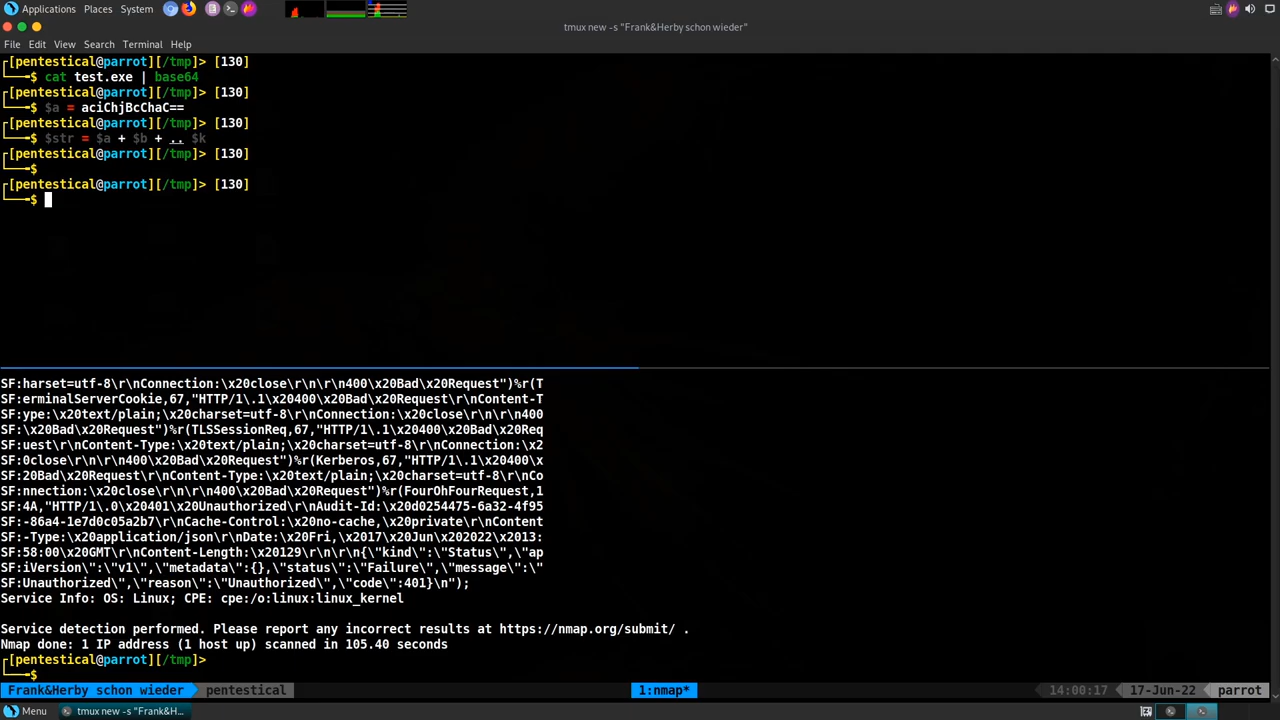 Applications Places System
tmux new -s "Frank&Herby schon wieder"
File Edit View Search Terminal Help
┌[pentestical@parrot][/tmp]> [130]
└──╼$ cat test.exe | base64
┌[pentestical@parrot][/tmp]> [130]
└──╼$ $a = aciChjBcChaC==
┌[pentestical@parrot][/tmp]> [130]
└──╼$ $str = $a + $b + .. $k
┌[pentestical@parrot][/tmp]> [130]
└──╼$
┌[pentestical@parrot][/tmp]> [130]
└──╼$
SF:harset=utf-8\r\nConnection:\x20close\r\n\r\n400\x20Bad\x20Request")%r(T
SF:erminalServerCookie,67,"HTTP/1\.1\x20400\x20Bad\x20Request\r\nContent-T
SF:ype:\x20text/plain;\x20charset=utf-8\r\nConnection:\x20close\r\n\r\n400
SF:\x20Bad\x20Request")%r(TLSSessionReq,67,"HTTP/1\.1\x20400\x20Bad\x20Req
SF:uest\r\nContent-Type:\x20text/plain;\x20charset=utf-8\r\nConnection:\x2
SF:0close\r\n\r\n400\x20Bad\x20Request")%r(Kerberos,67,"HTTP/1\.1\x20400\x
SF:20Bad\x20Request\r\nContent-Type:\x20text/plain;\x20charset=utf-8\r\nCo
SF:nnection:\x20close\r\n\r\n400\x20Bad\x20Request")%r(FourOhFourRequest,1
SF:4A,"HTTP/1\.0\x20401\x20Unauthorized\r\nAudit-Id:\x20d0254475-6a32-4f95
SF:-86a4-1e7d0c05a2b7\r\nCache-Control:\x20no-cache,\x20private\r\nContent
SF:-Type:\x20application/json\r\nDate:\x20Fri,\x2017\x20Jun\x202022\x2013:
SF:58:00\x20GMT\r\nContent-Length:\x20129\r\n\r\n{\"kind\":\"Status\",\"ap
SF:iVersion\":\"v1\",\"metadata\":{},\"status\":\"Failure\",\"message\":\"
SF:Unauthorized\",\"reason\":\"Unauthorized\",\"code\":401}\n");
Service Info: OS: Linux; CPE: cpe:/o:linux:linux_kernel
Service detection performed. Please report any incorrect results at https://nmap.org/submit/ .
Nmap done: 1 IP address (1 host up) scanned in 105.40 seconds
┌[pentestical@parrot][/tmp]>
└──╼$
Frank&Herby schon wieder pentestical 1:nmap* 14:00:17 17-Jun-22 parrot
Menu tmux new -s "Frank&H...